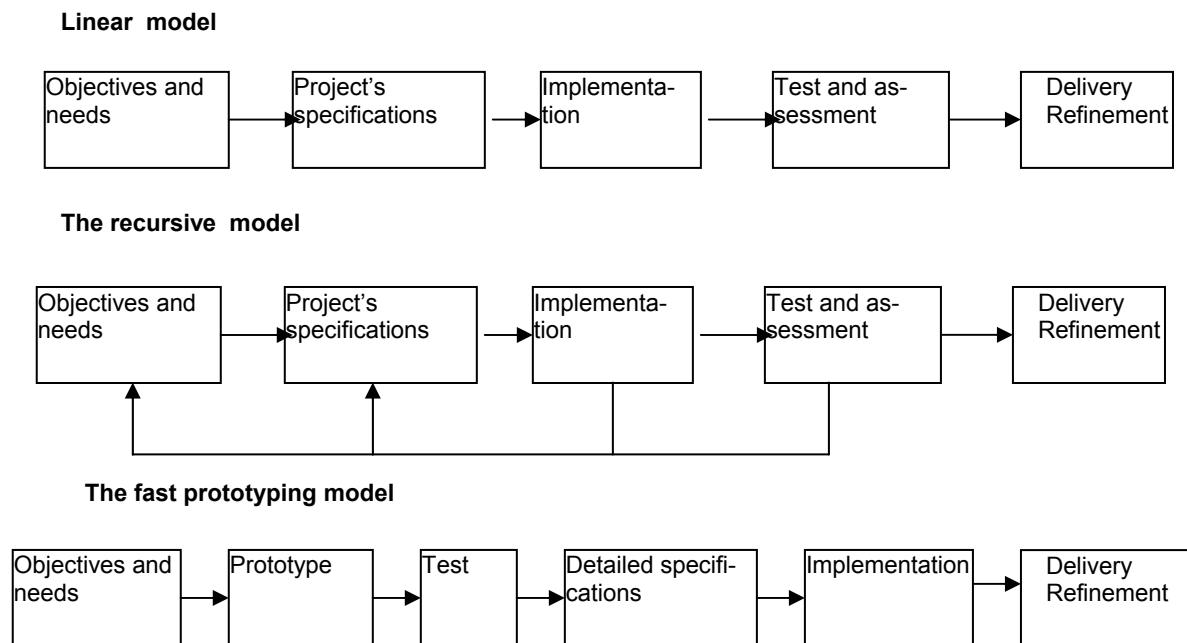 Linear model
Objectives and
needs
Project's
specifications
Implementa-
tion
Test and as-
sessment
Delivery
Refinement
The recursive model
Objectives and
needs
Project's
specifications
Implementa-
tion
Test and as-
sessment
Delivery
Refinement
The fast prototyping model
Objectives and
needs
Prototype
Test
Detailed specifi-
cations
Implementation
Delivery
Refinement